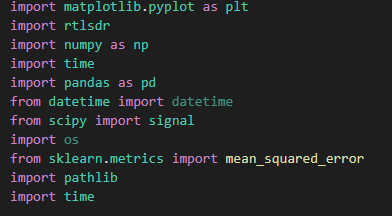 import matplotlib.pyplot as plt
import rtlsdr
import numpy as np
import time
import pandas as pd
from datetime import datetime
from scipy import signal
import os
from sklearn.metrics import mean_squared_error
import pathlib
import time